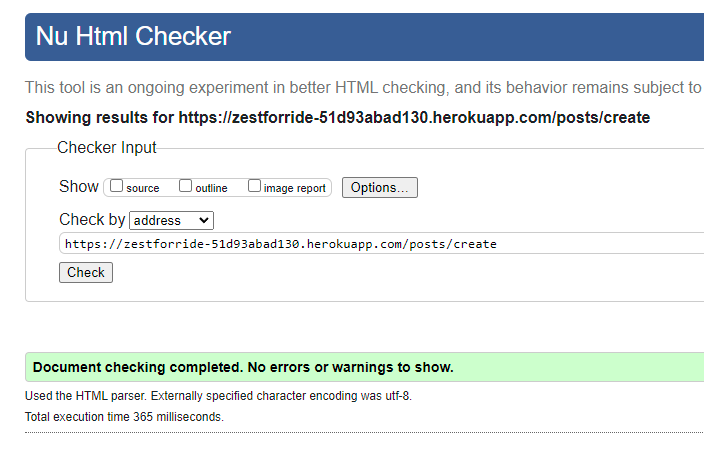 Nu Html Checker
This tool is an ongoing experiment in better HTML checking, and its behavior remains subject to
Showing results for https://zestforride-51d93abad130.herokuapp.com/posts/create
Checker Input
Show source outline image report Options...
Check by address
https://zestforride-51d93abad130.herokuapp.com/posts/create
Check
Document checking completed. No errors or warnings to show.
Used the HTML parser. Externally specified character encoding was utf-8.
Total execution time 365 milliseconds.